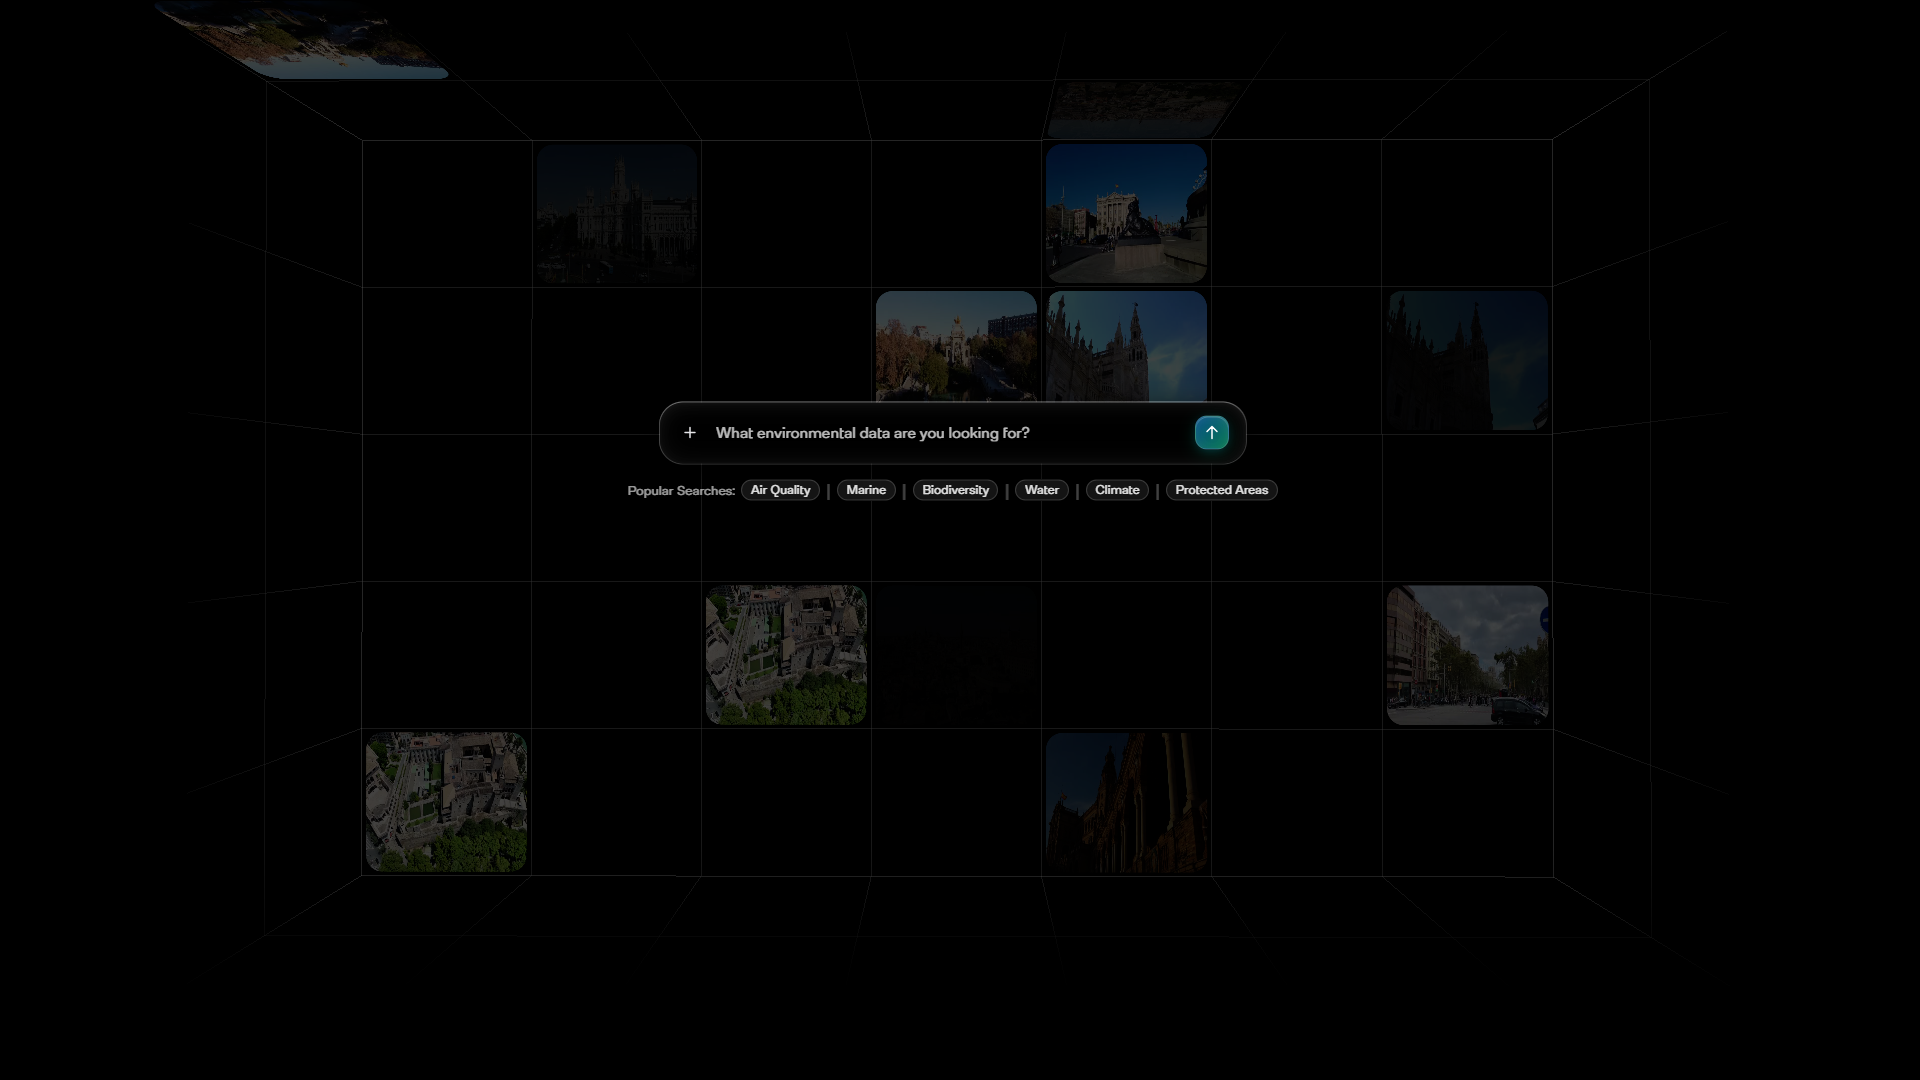 What environmental data are you looking for?
Popular Searches: Air Quality | Marine | Biodiversity | Water | Climate | Protected Areas